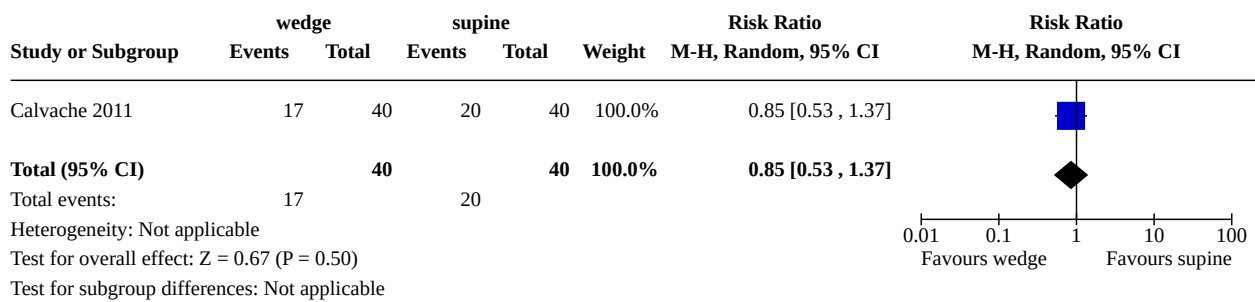 wedge supine Risk Ratio Risk Ratio
Study or Subgroup Events Total Events Total Weight M-H, Random, 95% CI M-H, Random, 95% CI
Calvache 2011 17 40 20 40 100.0% 0.85 [0.53 , 1.37]
Total (95% CI) 40 40 100.0% 0.85 [0.53 , 1.37]
Total events: 17 20
Heterogeneity: Not applicable
0.01 0.1 1 10 100
Test for overall effect: Z = 0.67 (P = 0.50) Favours wedge Favours supine
Test for subgroup differences: Not applicable